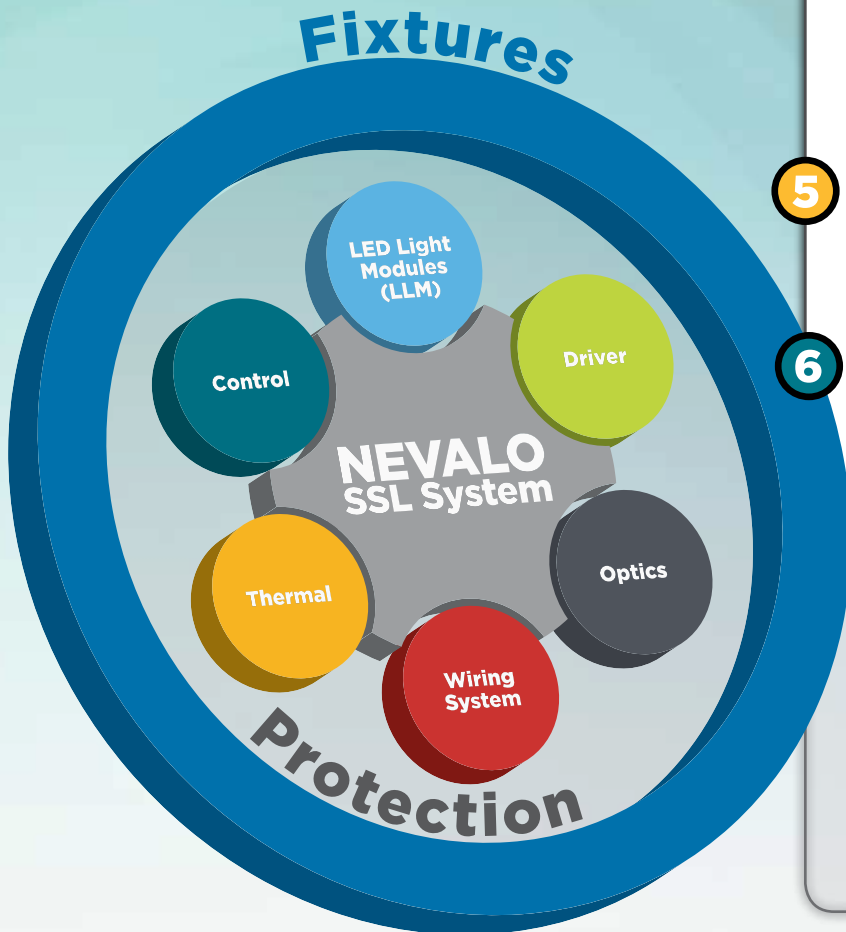 Fixtures
5
LED Light
Modules
(LLM)
Driver
6
Control
NEVALO
SSL System
Optics
Thermal
Wiring
System
Protection